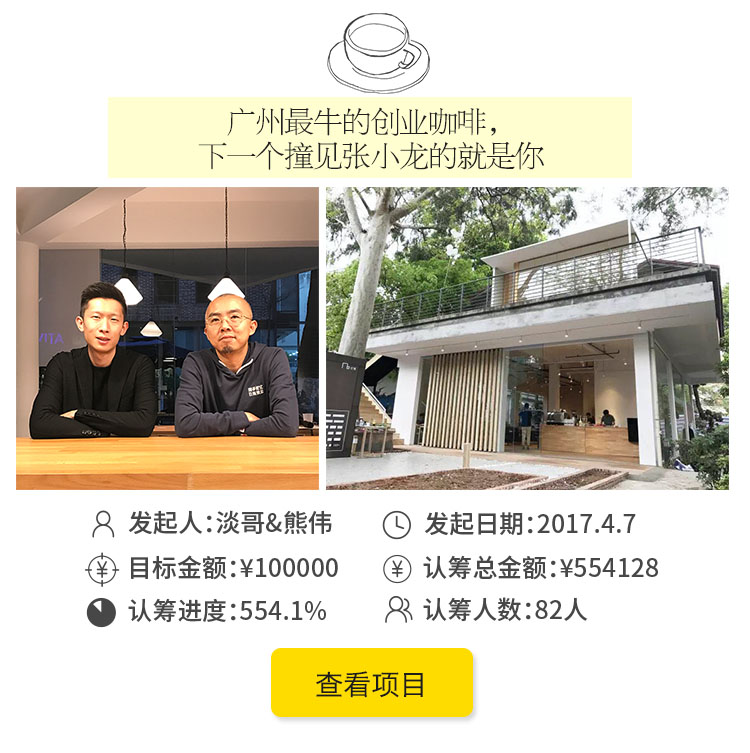 广州最牛的创业咖啡，
下一个撞见张小龙的就是你
发起人：淡哥&熊伟
发起日期：2017.4.7
目标金额：¥100000
认筹总金额：¥554128
认筹进度：554.1%
认筹人数：82人
查看项目